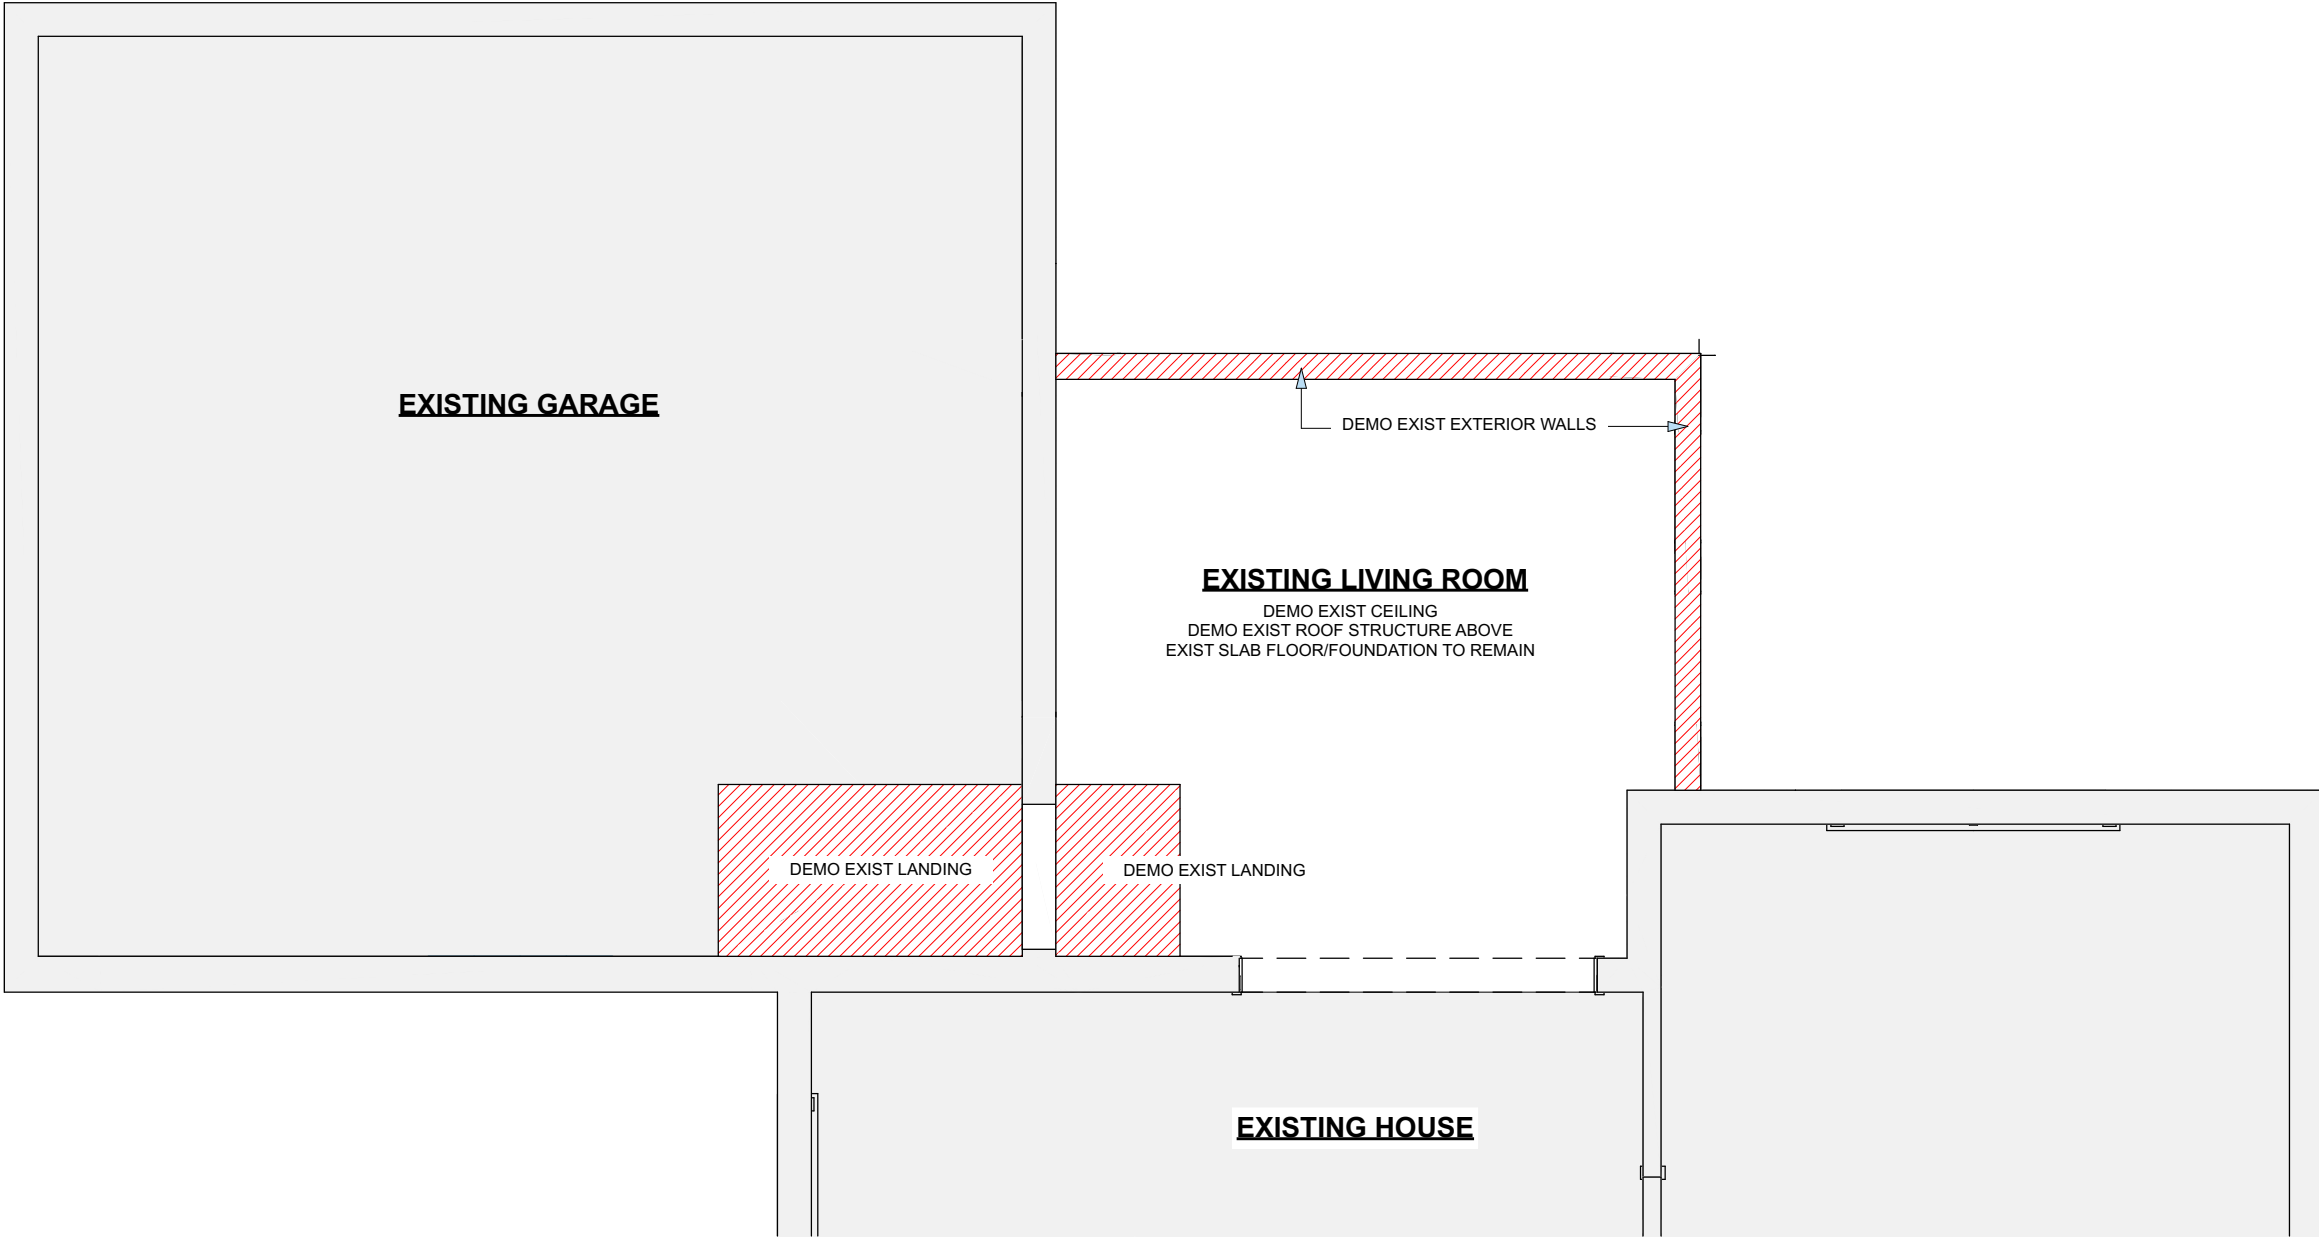 EXISTING GARAGE
DEMO EXIST EXTERIOR WALLS
EXISTING LIVING ROOM
DEMO EXIST CEILING
DEMO EXIST ROOF STRUCTURE ABOVE
EXIST SLAB FLOOR/FOUNDATION TO REMAIN
DEMO EXIST LANDING
DEMO EXIST LANDING
EXISTING HOUSE